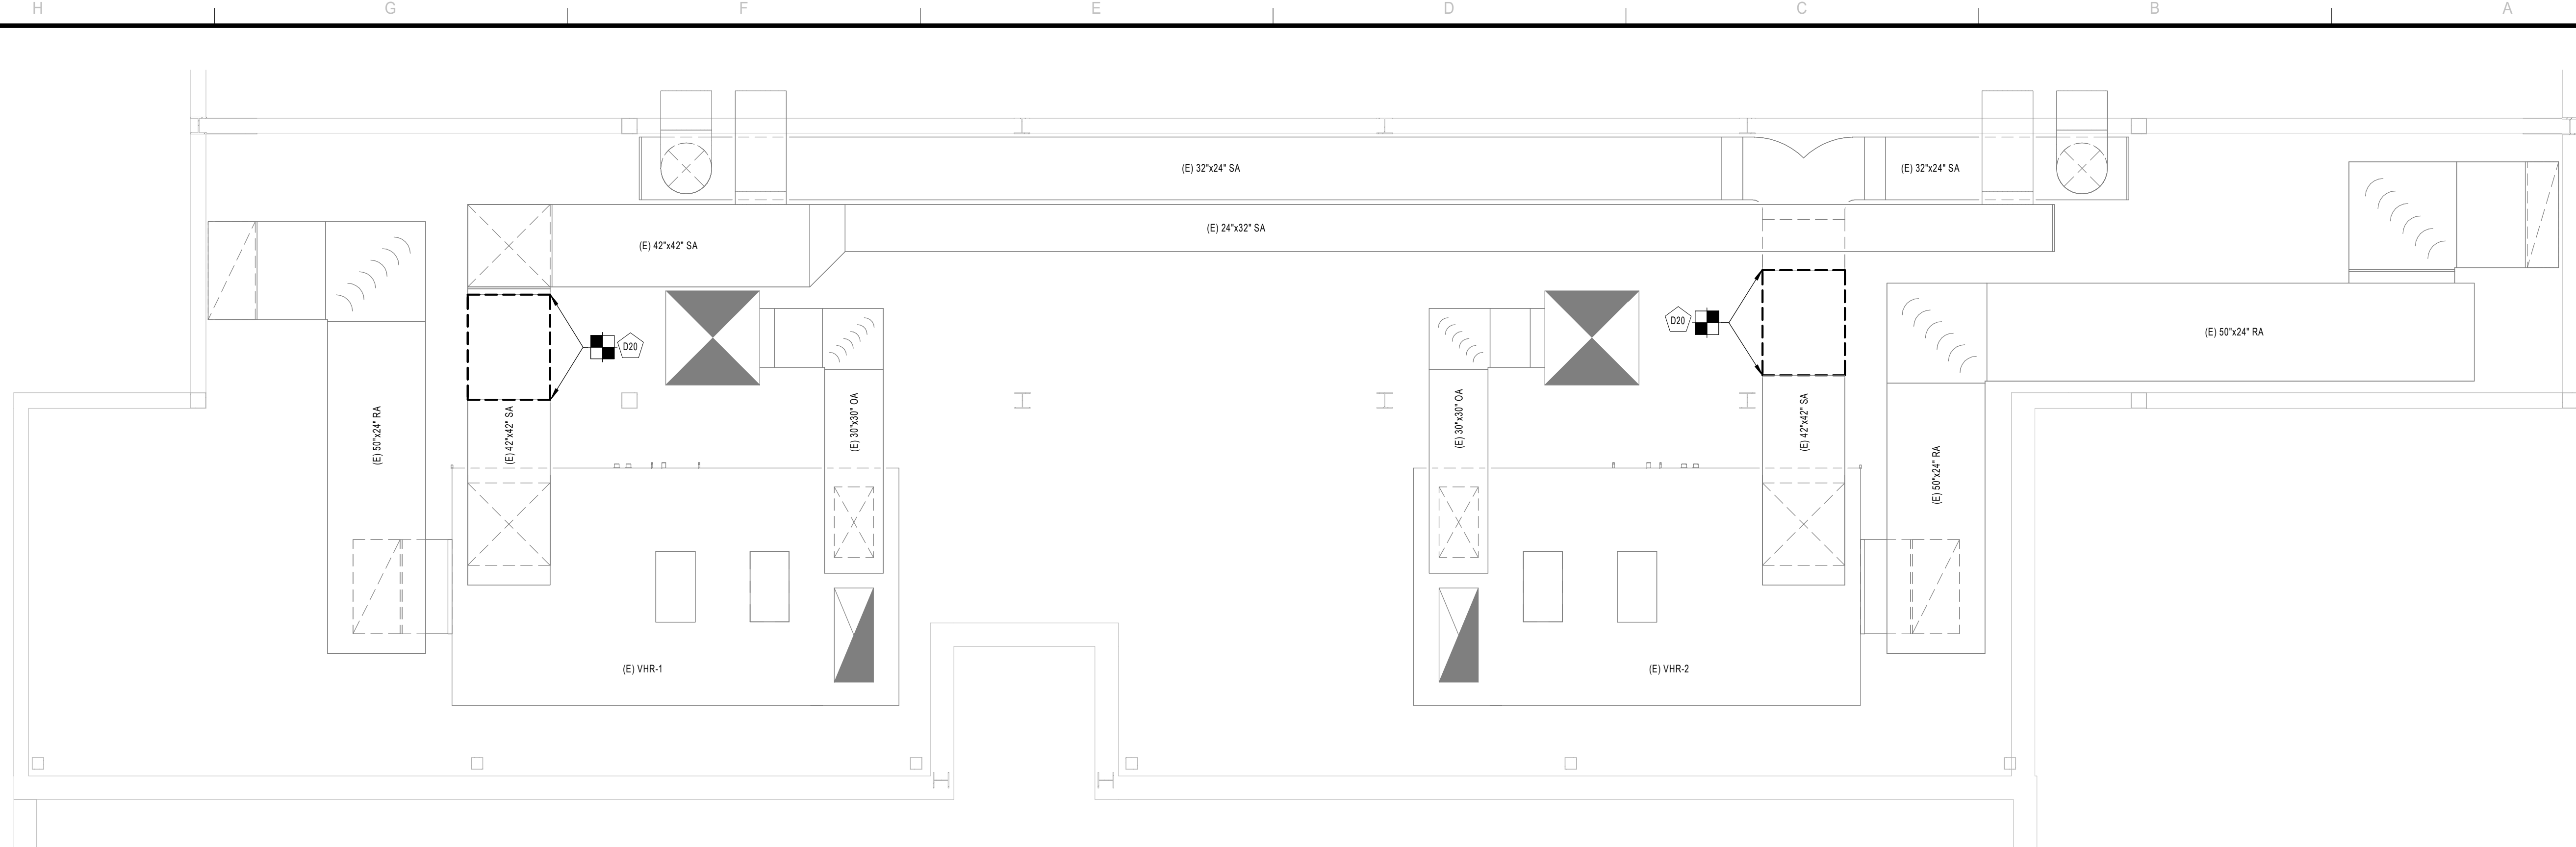 H G F E D C B A
(E) 32"x24" SA
(E) 32"x24" SA
(E) 42"x42" SA
(E) 24"x32" SA
D20
D20
(E) 50"x24" RA
(E) 50"x24" RA
(E) 42"x42" SA
(E) 30"x30" OA
(E) 30"x30" OA
(E) 42"x42" SA
(E) 50"x24" RA
(E) VHR-1
(E) VHR-2